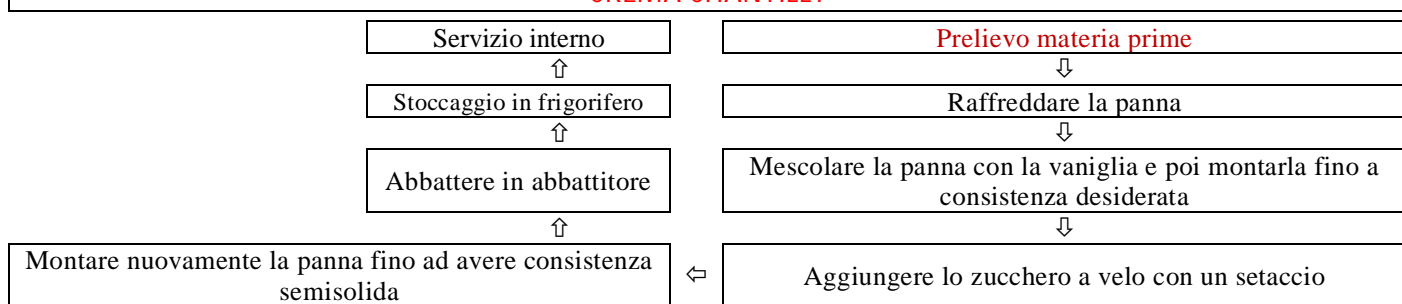 Servizio interno
Prelievo materia prime
⇧
⇩
Stoccaggio in frigorifero
Raffreddare la panna
⇧
⇩
Abbattere in abbattitore
Mescolare la panna con la vaniglia e poi montarla fino a
consistenza desiderata
⇧
⇩
Montare nuovamente la panna fino ad avere consistenza
semisolida
⇦
Aggiungere lo zucchero a velo con un setaccio